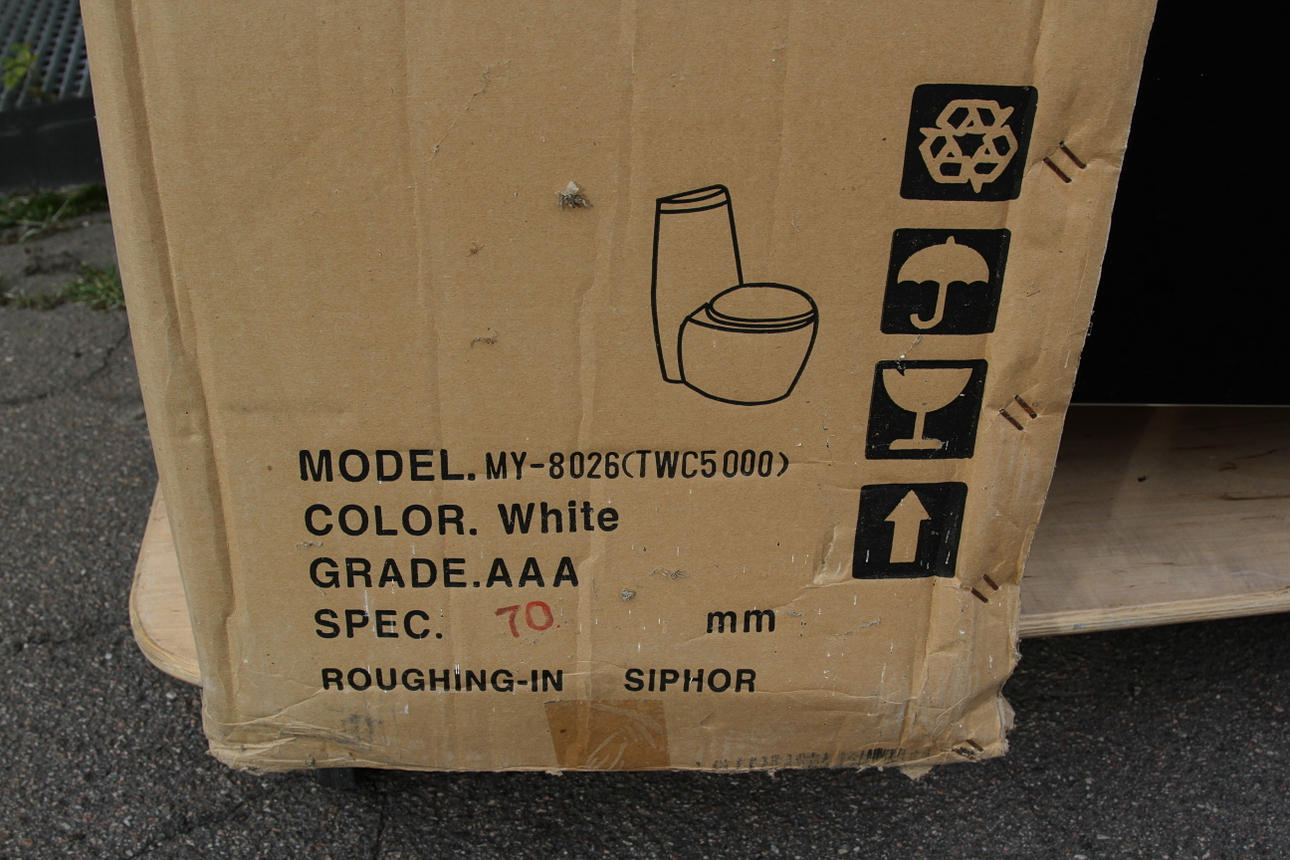 MODEL. MY-8026(TWC5000)
COLOR. White
GRADE.AAA
SPEC. 70 mm
ROUGHING-IN SIPHOR